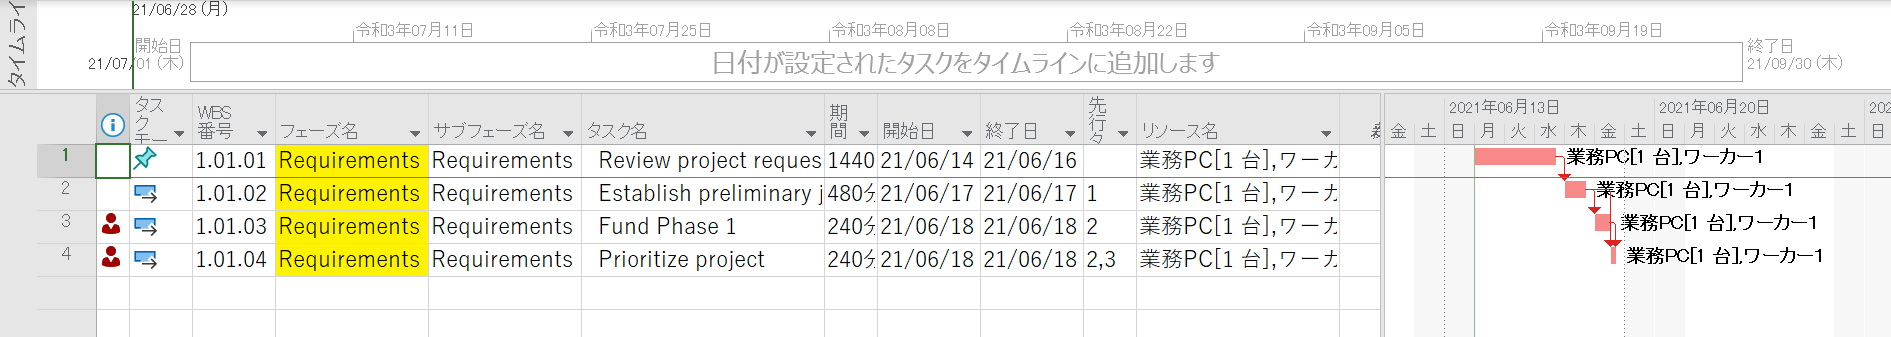 タイムライ
21/06/28 (月)
令和3年07月11日
令和3年07月25日
令和3年08月08日
令和3年08月22日
令和3年09月05日
令和3年09月19日
開始日
21/07/01 (木)
日付が設定されたタスクをタイムラインに追加します
終了日
21/09/30 (木)
タスク モー
WBS 番号
フェーズ名
サブフェーズ名
タスク名
期間
開始日
終了日
先行
リソース名
2021年06月13日
2021年06月20日
202
金 土 日 月 火 水 木 金 土 日 月 火 水 木 金 土 日 月
1 1.01.01 Requirements Requirements Review project reques 1440 21/06/14 21/06/16 業務PC[1 台],ワーカ
業務PC[1 台],ワーカー1
2 1.01.02 Requirements Requirements Establish preliminary 480分 21/06/17 21/06/17 1 業務PC[1 台],ワーカ
業務PC[1 台],ワーカー1
3 1.01.03 Requirements Requirements Fund Phase 1 240分 21/06/18 21/06/18 2 業務PC[1 台],ワーカ
業務PC[1 台],ワーカー1
4 1.01.04 Requirements Requirements Prioritize project 240分 21/06/18 21/06/18 2,3 業務PC[1 台],ワーカ
業務PC[1 台],ワーカー1